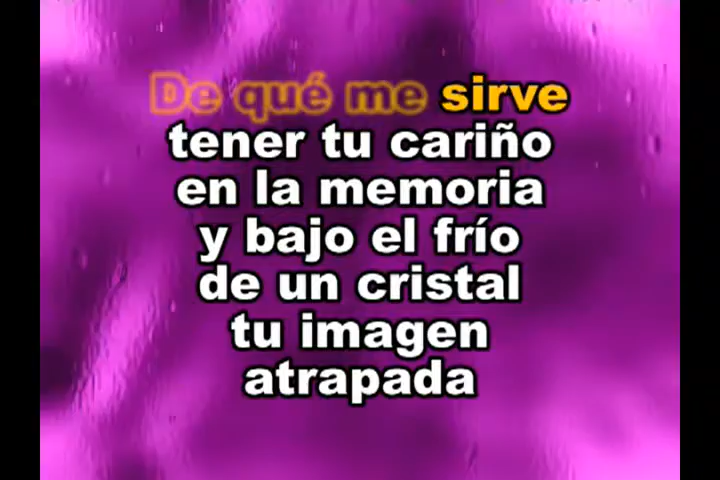 De qué me sirve
tener tu cariño
en la memoria
y bajo el frío
de un cristal
tu imagen
atrapada